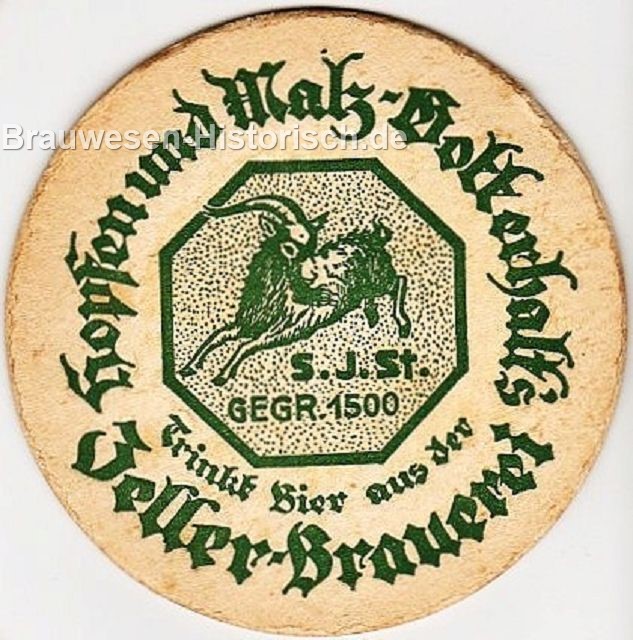 Hopfen und Malz - Gott erhalt's
Brauwesen-Historisch.de
S.J.St.
GEGR. 1500
Trinkt Bier aus der
Zeller-Brauerei